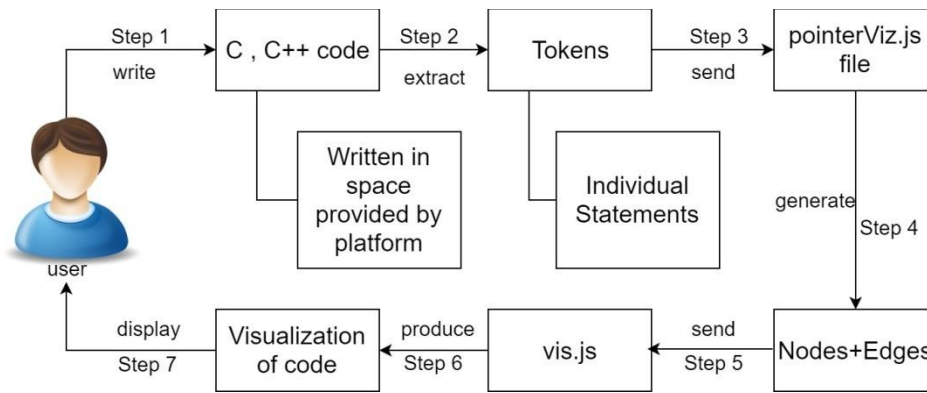 Step 1
write
C , C++ code
Step 2
extract
Tokens
Step 3
send
pointerViz.js
file
Written in
space
provided by
platform
Individual
Statements
generate
Step 4
user
display
Step 7
Visualization
of code
produce
Step 6
vis.js
send
Step 5
Nodes+Edges